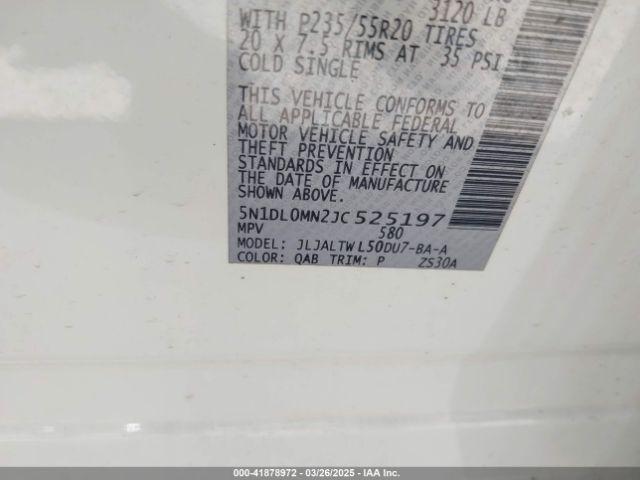 3120 LB
WITH P235/55R20 TIRES
20 X 7.5 RIMS AT 35 PSI
COLD SINGLE
THIS VEHICLE CONFORMS TO
ALL APPLICABLE FEDERAL
MOTOR VEHICLE SAFETY AND
THEFT PREVENTION
STANDARDS IN EFFECT ON
THE DATE OF MANUFACTURE
SHOWN ABOVE.
5N1DL0MN2JC525197
MPV 580
MODEL: JLJALTWL50DU7-BA-A
COLOR: QAB TRIM: P ZS30A
000-41878972 — 03/26/2025 — IAA Inc.